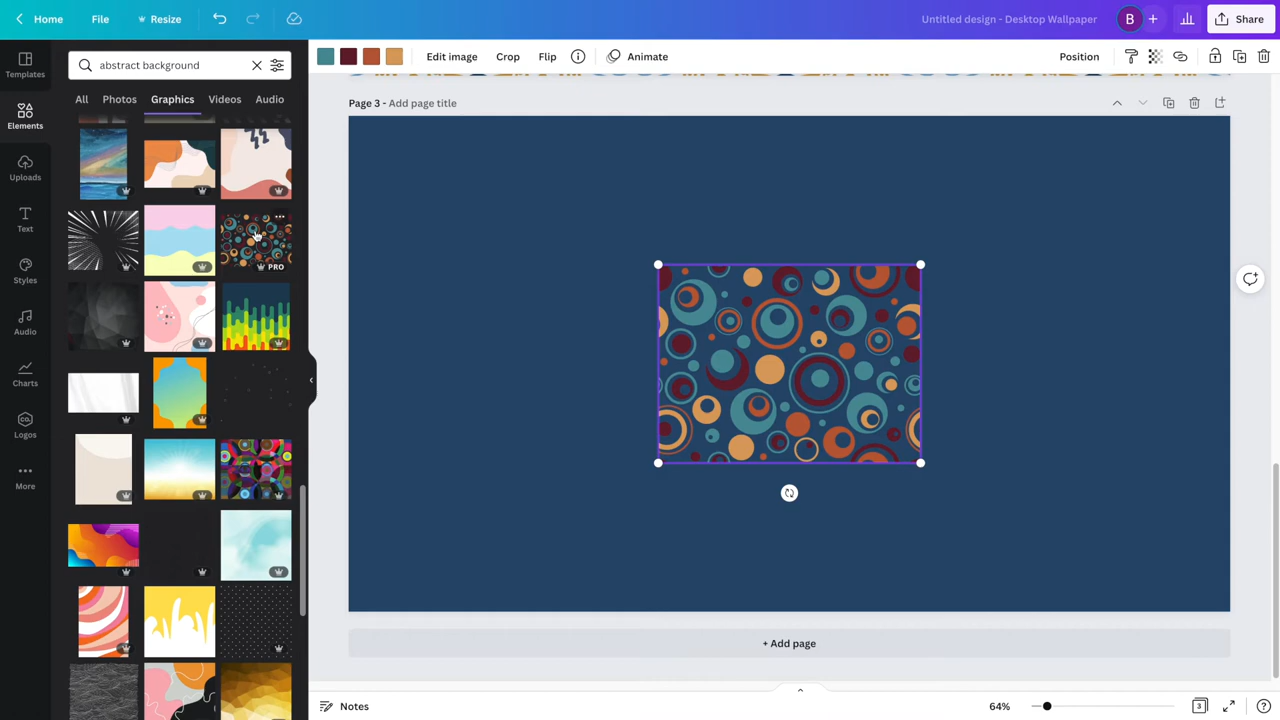 Home
File
Resize
Untitled design - Desktop Wallpaper
B
+
Share
Templates
Elements
Uploads
Text
Styles
Audio
Charts
CO.
Logos
More
abstract background
All
Photos
Graphics
Videos
Audio
PRO
Edit image
Crop
Flip
Animate
Position
Page 3 - Add page title
+ Add page
Notes
64%
3